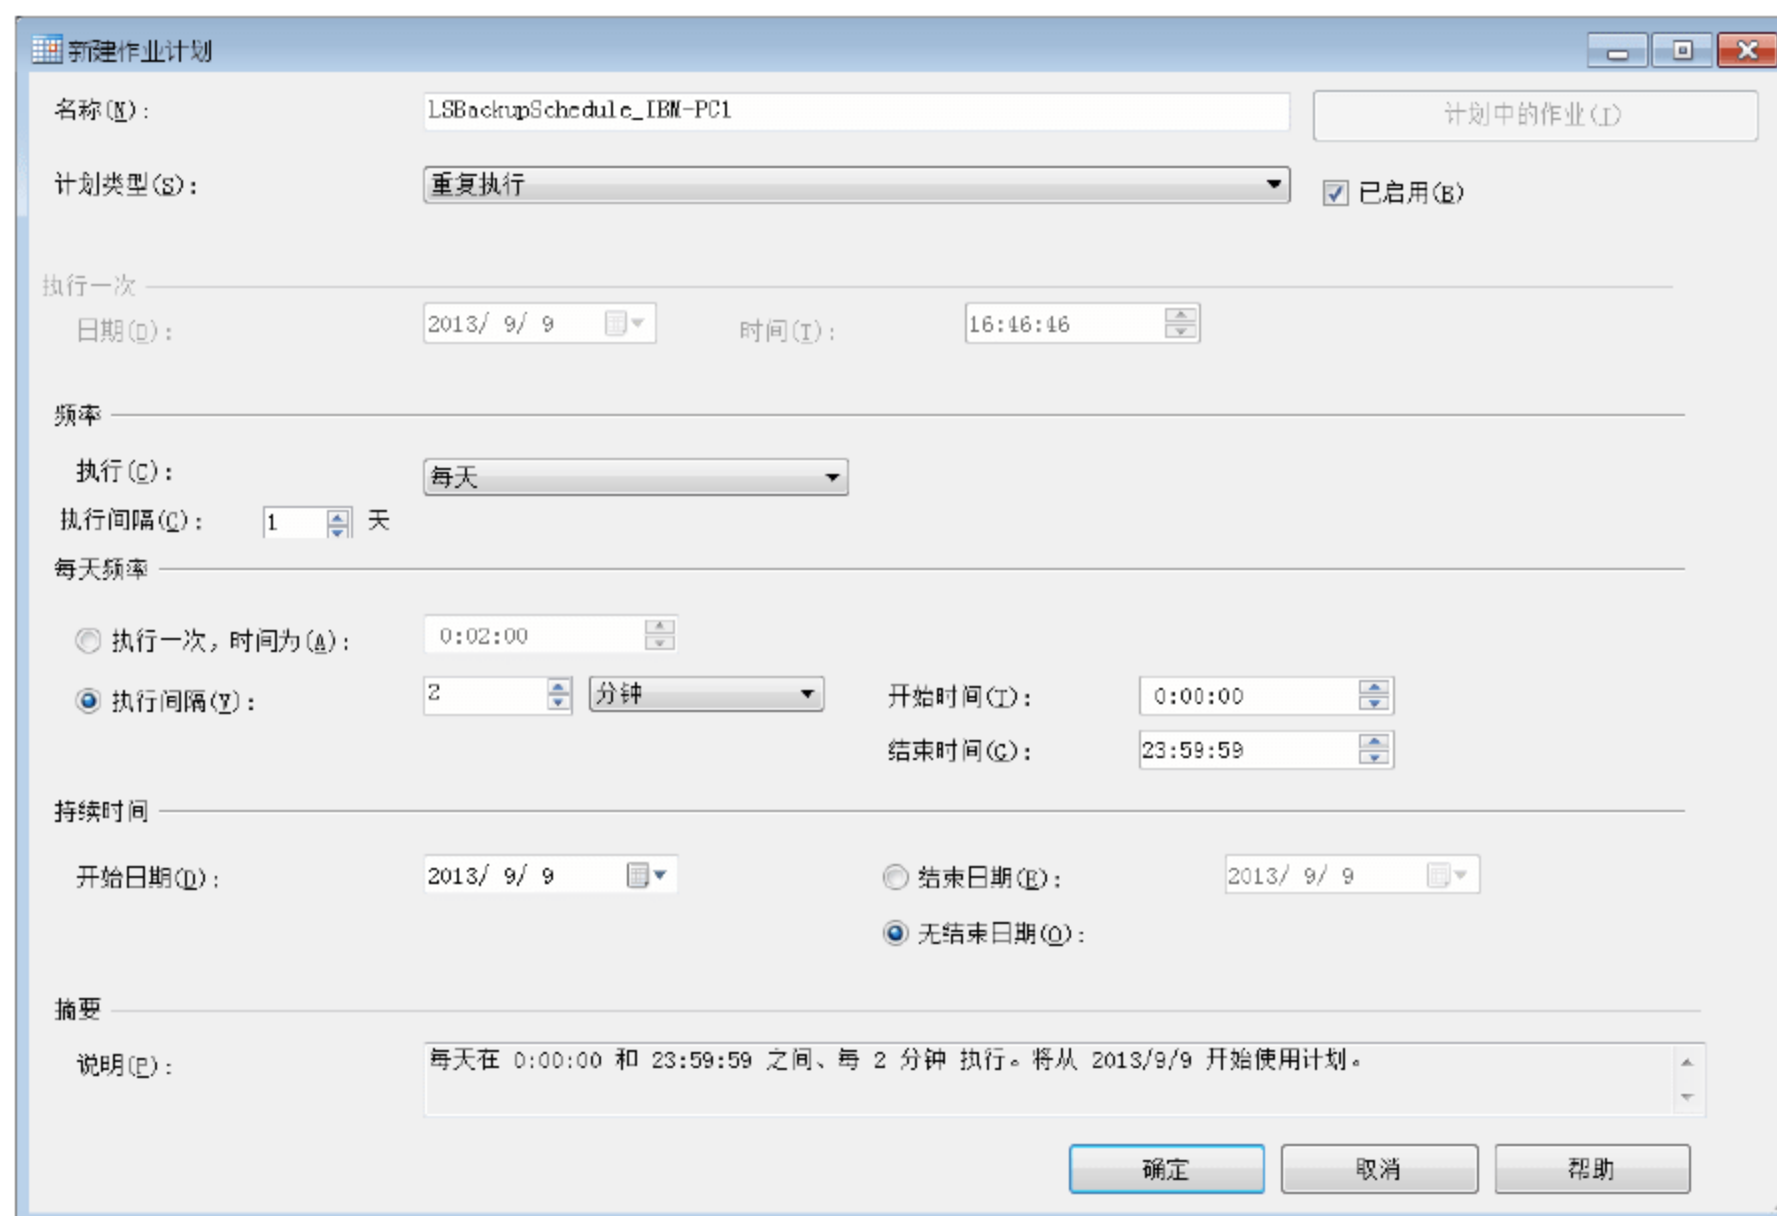 新建作业计划
名称(N): LSBackupSchedule_IBM-PC1 计划中的作业(J)
计划类型(S): 重复执行 已启用(B)
执行一次
日期(D): 2013/ 9/ 9 时间(T): 16:46:46
频率
执行(C): 每天
执行间隔(C): 1 天
每天频率
执行一次，时间为(A): 0:02:00
执行间隔(V): 2 分钟 开始时间(I): 0:00:00
结束时间(G): 23:59:59
持续时间
开始日期(D): 2013/ 9/ 9 结束日期(E): 2013/ 9/ 9
无结束日期(O):
摘要
说明(P): 每天在 0:00:00 和 23:59:59 之间、每 2 分钟 执行。将从 2013/9/9 开始使用计划。
确定 取消 帮助